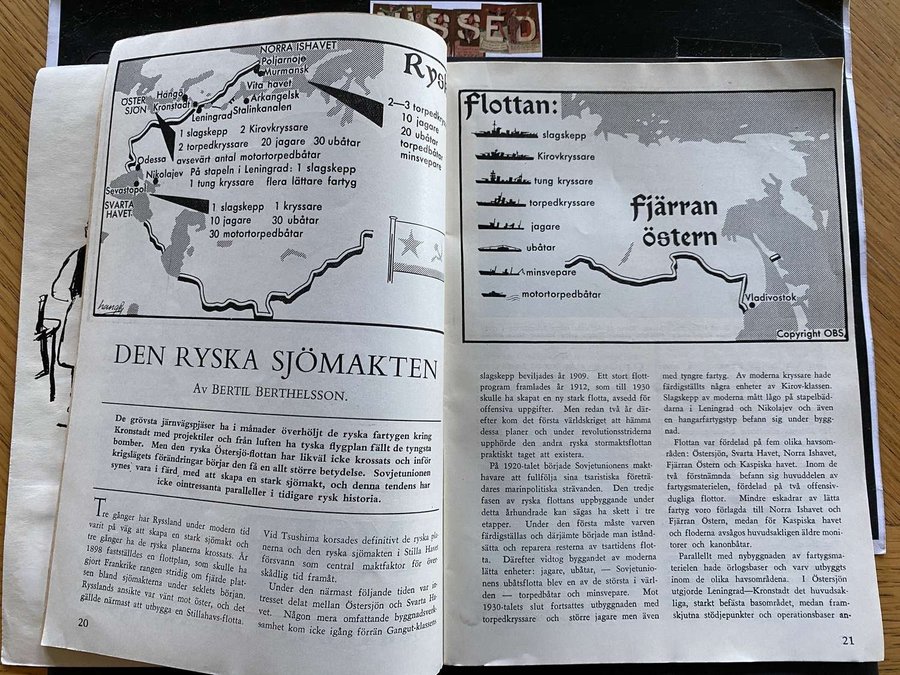 SSED
NORRA ISHAVET
Poljarnoje
Murmansk
Vita havet
Arkangelsk
Stalinkanalen
Hangö
Kronstadt
Leningrad
ÖSTER
SJÖN
1 slagskepp 2 Kirovkryssare
2 torpedkryssare 20 jagare 30 ubåtar
avsevärt antal motortorpedbåtar
På stapeln i Leningrad: 1 slagskepp
1 tung kryssare flera lättare fartyg
Odessa
Nikolajev
Sevastopol
SVARTA
HAVET
1 slagskepp 1 kryssare
10 jagare 30 ubåtar
30 motortorpedbåtar
2—3 torpedkr
10 jagare
20 ubåtar
torpedbåt
minsvepare
DEN RYSKA SJÖMAKTEN
Av BERTIL BERTHELSSON.
De grövsta järnvägspjäser ha i månader överhöljt de ryska fartygen kring
Kronstadt med projektiler och från luften ha tyska flygplan fällt de tyngsta
bomber. Men den ryska Östersjö-flottan har likväl icke krossats och inför
krigslägets förändringar börjar den få en allt större betydelse. Sovjetunionen
synes vara i färd med att skapa en stark sjömakt, och denna tendens har
icke ointressanta paralleler i tidigare rysk historia.
Tre gånger har Ryssland under modern tid
varit på väg att skapa en stark sjömakt och
tre gånger ha de ryska planerna krossats. År
1898 fastställdes en flottplan, som skulle ha
gjort Frankrike rangen stridig om fjärde plat-
sen bland sjömakterna under seklets början.
Rysslands ansikte var vänt mot öster, och det
gällde närmast att utbygga en Stillahavs-flotta.
20
Vid Tsushima korsades definitivt de ryska pla-
nerna och den ryska sjömakten i Stilla Havet
försvann som central maktfaktor för över-
skådlig tid framåt.
Under den närmast följande tiden var in-
tresset delat mellan Östersjön och Svarta Ha-
vet. Någon mera omfattande byggnadsverk-
samhet kom icke igång förrän Gangut-klassens
Flottan:
slagskepp
Kirovkryssare
tung kryssare
torpedkryssare
jagare
ubåtar
minsvepare
motortorpedbåtar
Fjärran
östern
Vladivostok
Copyright OBS
slagskepp beviljades år 1909. Ett stort flott-
program framlades år 1912, som till 1930
skulle ha skapat en ny stark flotta, avsedd för
offensiva uppgifter. Men redan två år där-
efter kom det första världskriget att hämma
dessa planer och under revolutionsstriderna
upphörde den andra ryska stormaktsflottan
praktiskt taget att existera.
På 1920-talet började Sovjetunionens makt-
havare att fullfölja sina tsaristiska företrä-
dares marinpolitiska strävanden. Den tredje
fasen av ryska flottans uppbyggande under
detta århundrade kan sägas ha skett i tre
etapper. Under den första måste varven
färdigställas och därjämte började man istånd-
sätta och reparera resterna av tsartidens flot-
ta. Därefter vidtog byggandet av moderna
lätta enheter: jagare, ubåtar, — Sovjetunio-
nens ubåtsflotta blev en av de största i värl-
den — torpedbåtar och minsvepare. Mot
1930-talets slut fortsattes utbyggnaden med
torpedkryssare och större jagare men även
med tyngre fartyg. Av moderna kryssare hade
färdigställts några enheter av Kirov-klassen.
Slagskepp av modern mått lågo på stapelbäd-
darna i Leningrad och Nikolajev och även
en hangarfartygstyp befann sig under bygg-
nad.
Flottan var fördelad på fem olika havsom-
råden: Östersjön, Svarta Havet, Norra Ishavet,
Fjärran Östern och Kaspiska havet. Inom de
två förstnämnda befann sig huvuddelen av
fartygsmaterielen, fördelad på två offensiv-
dugliga flottor. Mindre eskadrar av lätta
fartyg voro förlagda till Norra Ishavet och
Fjärran Östern, medan för Kaspiska havet
och floderna avsågos huvudsakligen äldre moni-
torer och kanonbåtar.
Parallellt med nybyggnaden av fartygsma-
terielen hade örlogsbaser och varv utbyggts
inom de olika havsområdena. I Östersjön
utgjorde Leningrad—Kronstadt det huvudsak-
liga, starkt befästa basområdet, medan fram-
skjutna stödjepunkter och operationsbaser an-
21